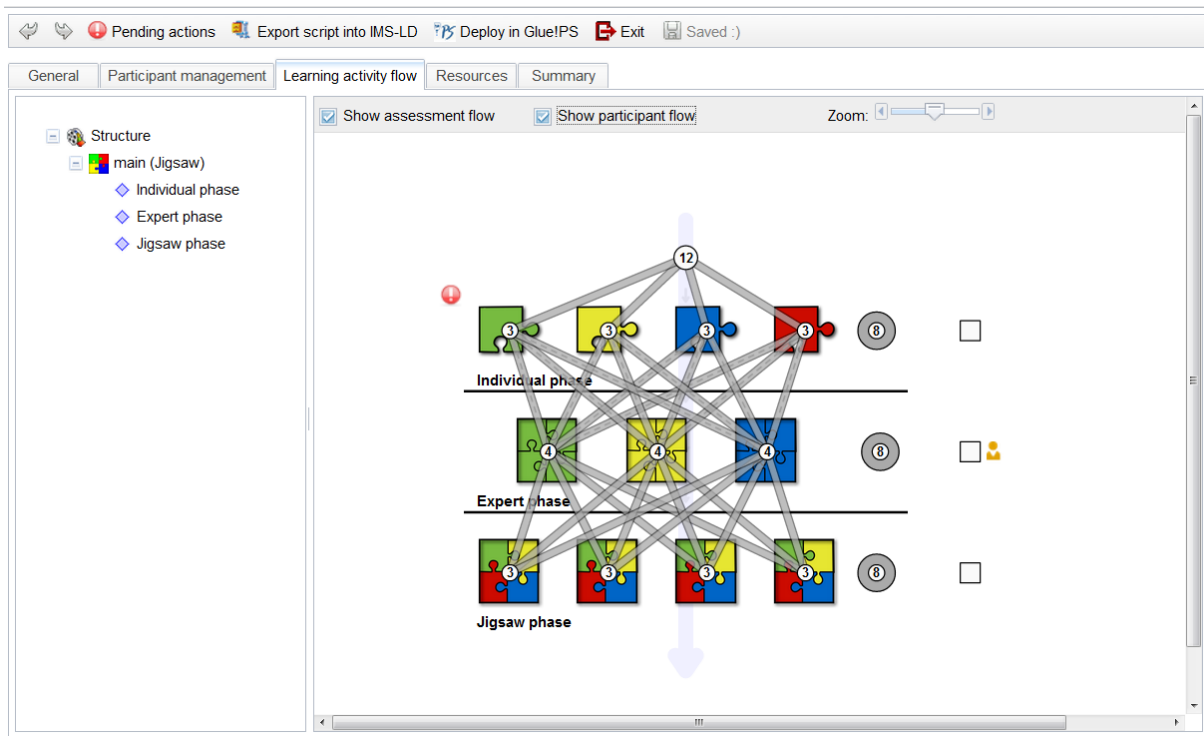 Pending actions Export script into IMS-LD Deploy in Glue!PS Exit Saved :)
General Participant management Learning activity flow Resources Summary
Show assessment flow Show participant flow Zoom:
Structure
main (Jigsaw)
Individual phase
Expert phase
Jigsaw phase
12
3 3 3 3 8
Individual phase
4 4 4 8
Expert phase
3 3 3 3 8
Jigsaw phase